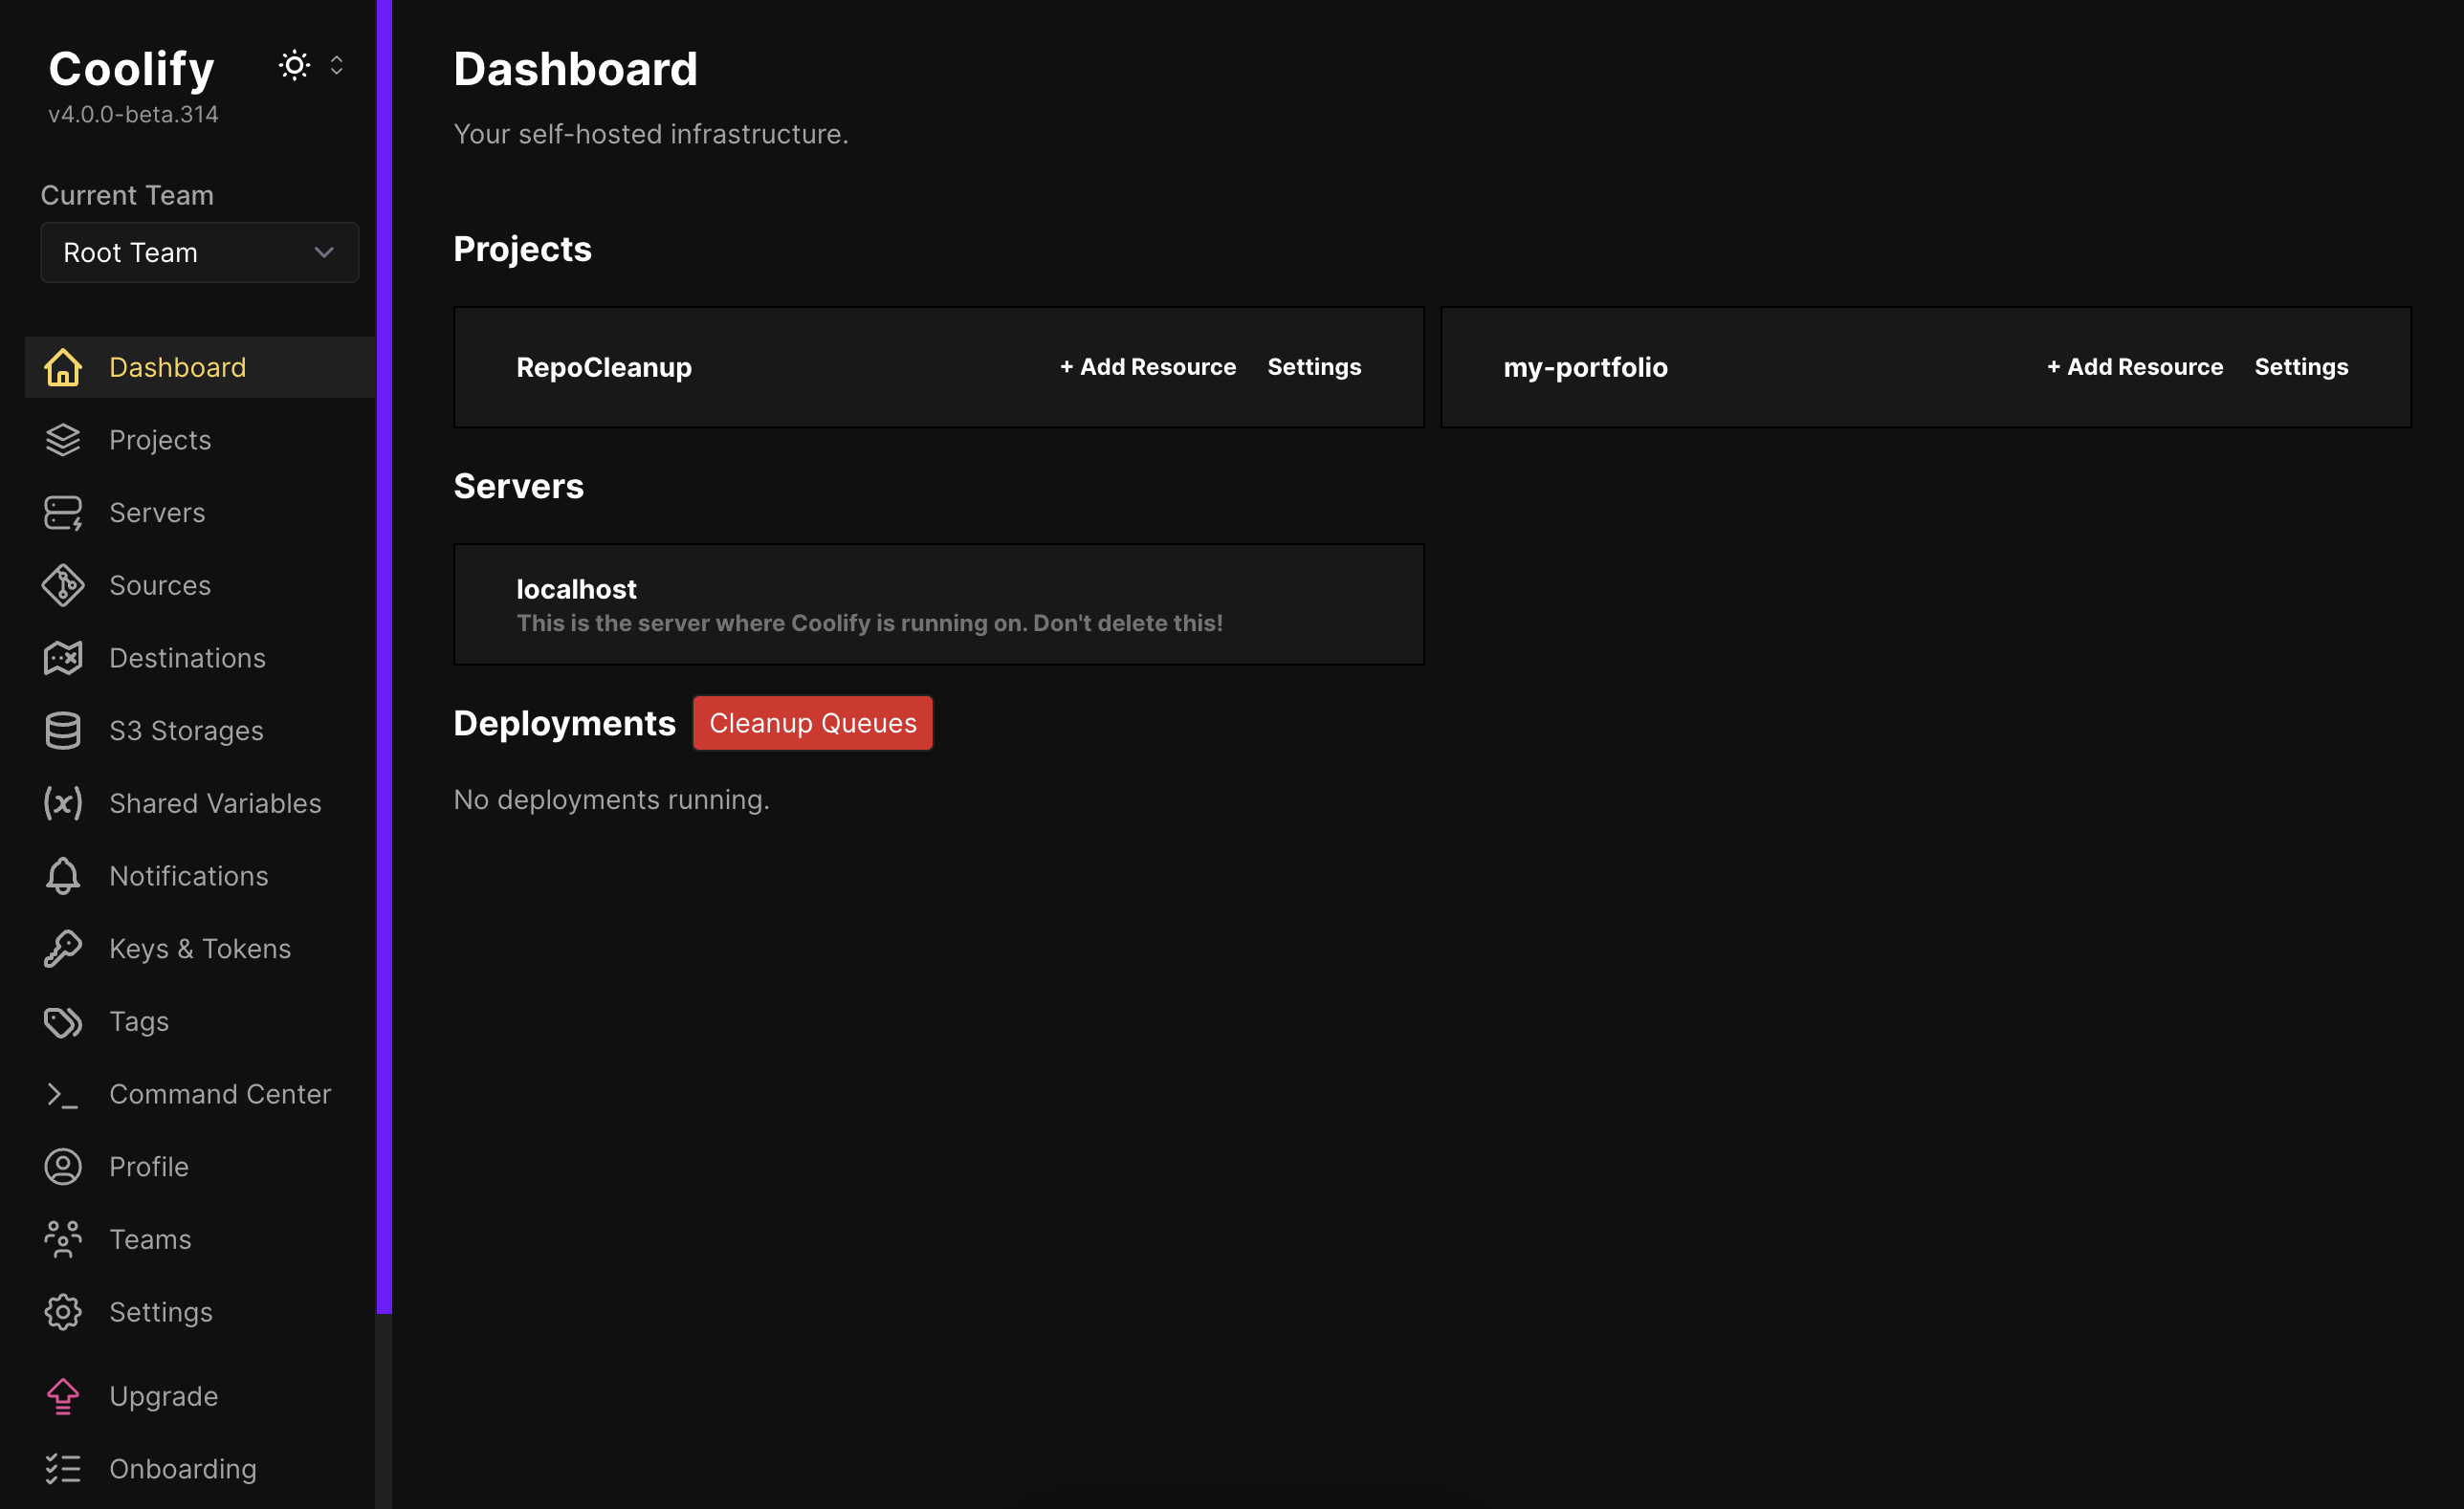 Coolify
v4.0.0-beta.314
Current Team
Root Team
Dashboard
Projects
Servers
Sources
Destinations
S3 Storages
Shared Variables
Notifications
Keys & Tokens
Tags
Command Center
Profile
Teams
Settings
Upgrade
Onboarding
Dashboard
Your self-hosted infrastructure.
Projects
RepoCleanup + Add Resource Settings
my-portfolio + Add Resource Settings
Servers
localhost
This is the server where Coolify is running on. Don't delete this!
Deployments Cleanup Queues
No deployments running.